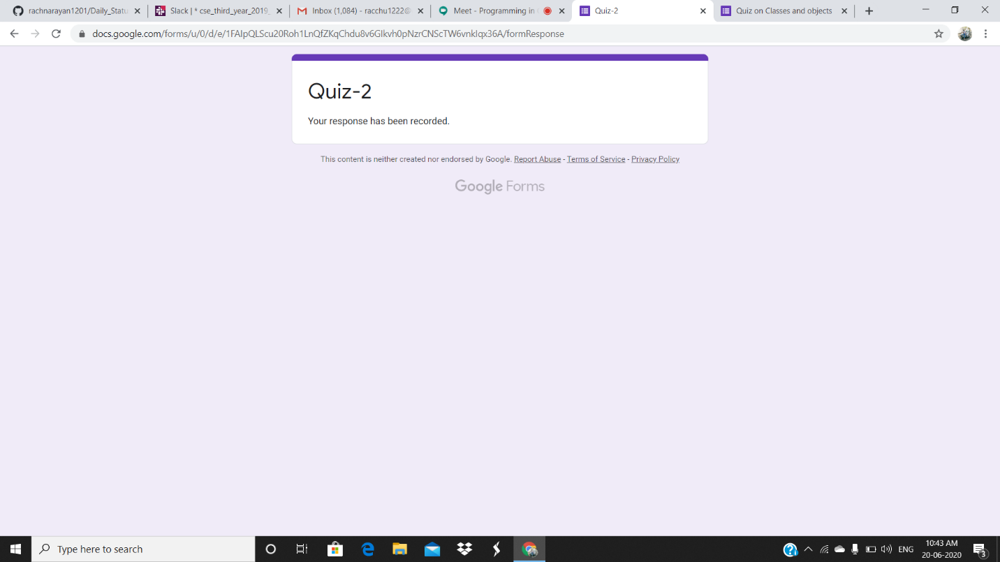 rachnarayan1201/Daily_Statu
Slack | * cse_third_year_2019_
Inbox (1,084) - racchu1222@
Meet - Programming in
Quiz-2
Quiz on Classes and objects
docs.google.com/forms/u/0/d/e/1FAIpQLScu20Roh1LnQfZKqChdu8v6GIkvh0pNzrCNScTW6vnklqx36A/formResponse
Quiz-2
Your response has been recorded.
This content is neither created nor endorsed by Google. Report Abuse - Terms of Service - Privacy Policy
Google Forms
Type here to search
ENG
10:43 AM
20-06-2020
3